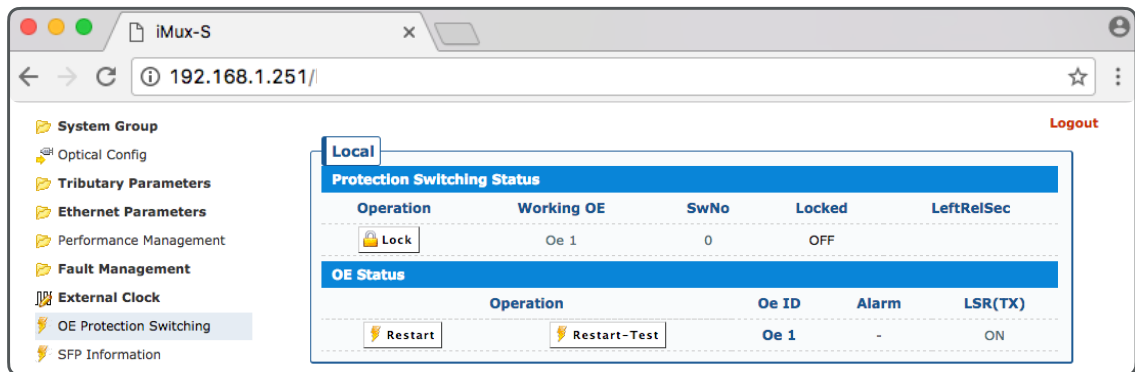 iMux-S
192.168.1.251/
Logout
System Group
Optical Config
Tributary Parameters
Ethernet Parameters
Performance Management
Fault Management
External Clock
OE Protection Switching
SFP Information
Local
Protection Switching Status
Operation Working OE SwNo Locked LeftRelSec
Lock Oe 1 0 OFF
OE Status
Operation Oe ID Alarm LSR(TX)
Restart Restart-Test Oe 1 - ON